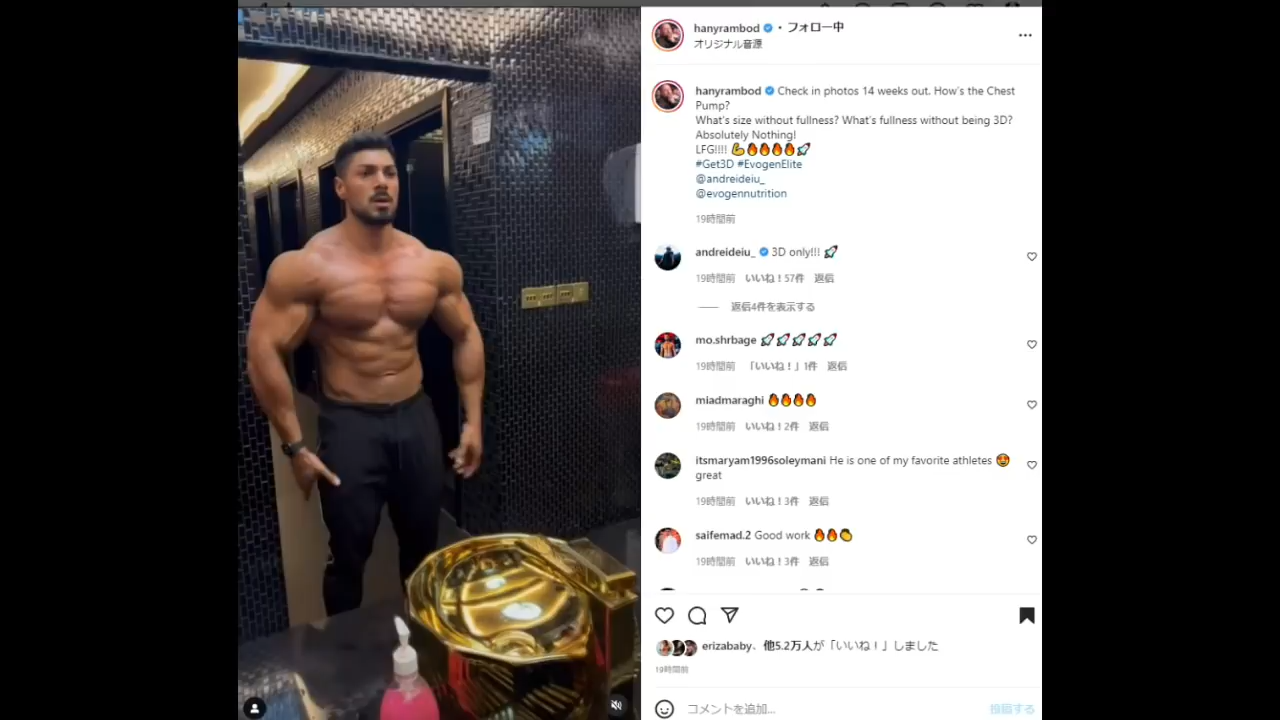 hanyrambod • フォロー中
オリジナル音源
hanyrambod Check in photos 14 weeks out. How's the Chest
Pump?
What's size without fullness? What's fullness without being 3D?
Absolutely Nothing!
LFG!!!! 💪🔥🔥🔥🔥🚀
#Get3D #EvogenElite
@andreideiu_
@evogennutrition
19時間前
andreideiu_ 3D only!!! 🚀
19時間前 いいね！57件 返信
返信4件を表示する
mo.shrbage 🚀🚀🚀🚀🚀
19時間前 「いいね！」1件 返信
miadmaraghi 🔥🔥🔥🔥
19時間前 いいね！2件 返信
itsmaryam1996soleymani He is one of my favorite athletes 😍
great
19時間前 いいね！3件 返信
saifemad.2 Good work 🔥🔥👏
19時間前 いいね！3件 返信
erizababy、他5.2万人が「いいね！」しました
19時間前
コメントを追加...
投稿する